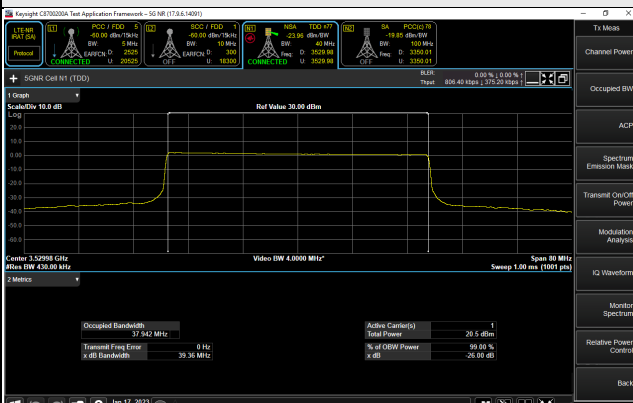 Keysight C8700200A Test Application Framework – 5G NR (17.9.6.14091)
LTE-NR IRAT (SA)
Protocol
L1 PCC / FDD 5
-60.00 dBm/15kHz
BW: 5 MHz
EARFCN D: 2525
CONNECTED U: 20525
L2 SCC / FDD 1
-60.00 dBm/15kHz
BW: 10 MHz
EARFCN D: 300
OFF U: 18300
N1 NSA TDD n77
-23.96 dBm/BW
BW: 40 MHz
Freq D: 3529.98
CONNECTED U: 3529.98
N2 SA PCC(c) 78
-19.85 dBm/BW
BW: 100 MHz
Freq D: 3350.01
OFF U: 3350.01
+ 5GNR Cell N1 (TDD)
BLER: 0.00 % ↓ 0.00 % ↑
Thput: 806.40 kbps ↓ 375.20 kbps ↑
1 Graph
Scale/Div 10.0 dB Ref Value 30.00 dBm
Log
20.0
10.0
0.00
-10.0
-20.0
-30.0
-40.0
-50.0
-60.0
Center 3.52998 GHz Video BW 4.0000 MHz* Span 80 MHz
#Res BW 430.00 kHz Sweep 1.00 ms (1001 pts)
2 Metrics
Occupied Bandwidth
37.942 MHz
Transmit Freq Error 0 Hz
x dB Bandwidth 39.36 MHz
Active Carrier(s) 1
Total Power 20.5 dBm
% of OBW Power 99.00 %
x dB -26.00 dB
Jan 17, 2023
Tx Meas
Channel Power
Occupied BW
ACP
Spectrum
Emission Mask
Transmit On/Off
Power
Modulation
Analysis
IQ Waveform
Monitor
Spectrum
Relative Power
Control
Back